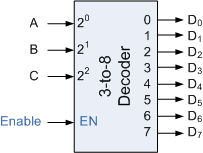 A 2⁰ 0 D₀
1 D₁
B 2¹ 2 D₂
C 2² 3 D₃
4 D₄
5 D₅
Enable EN 6 D₆
7 D₇
3-to-8
Decoder